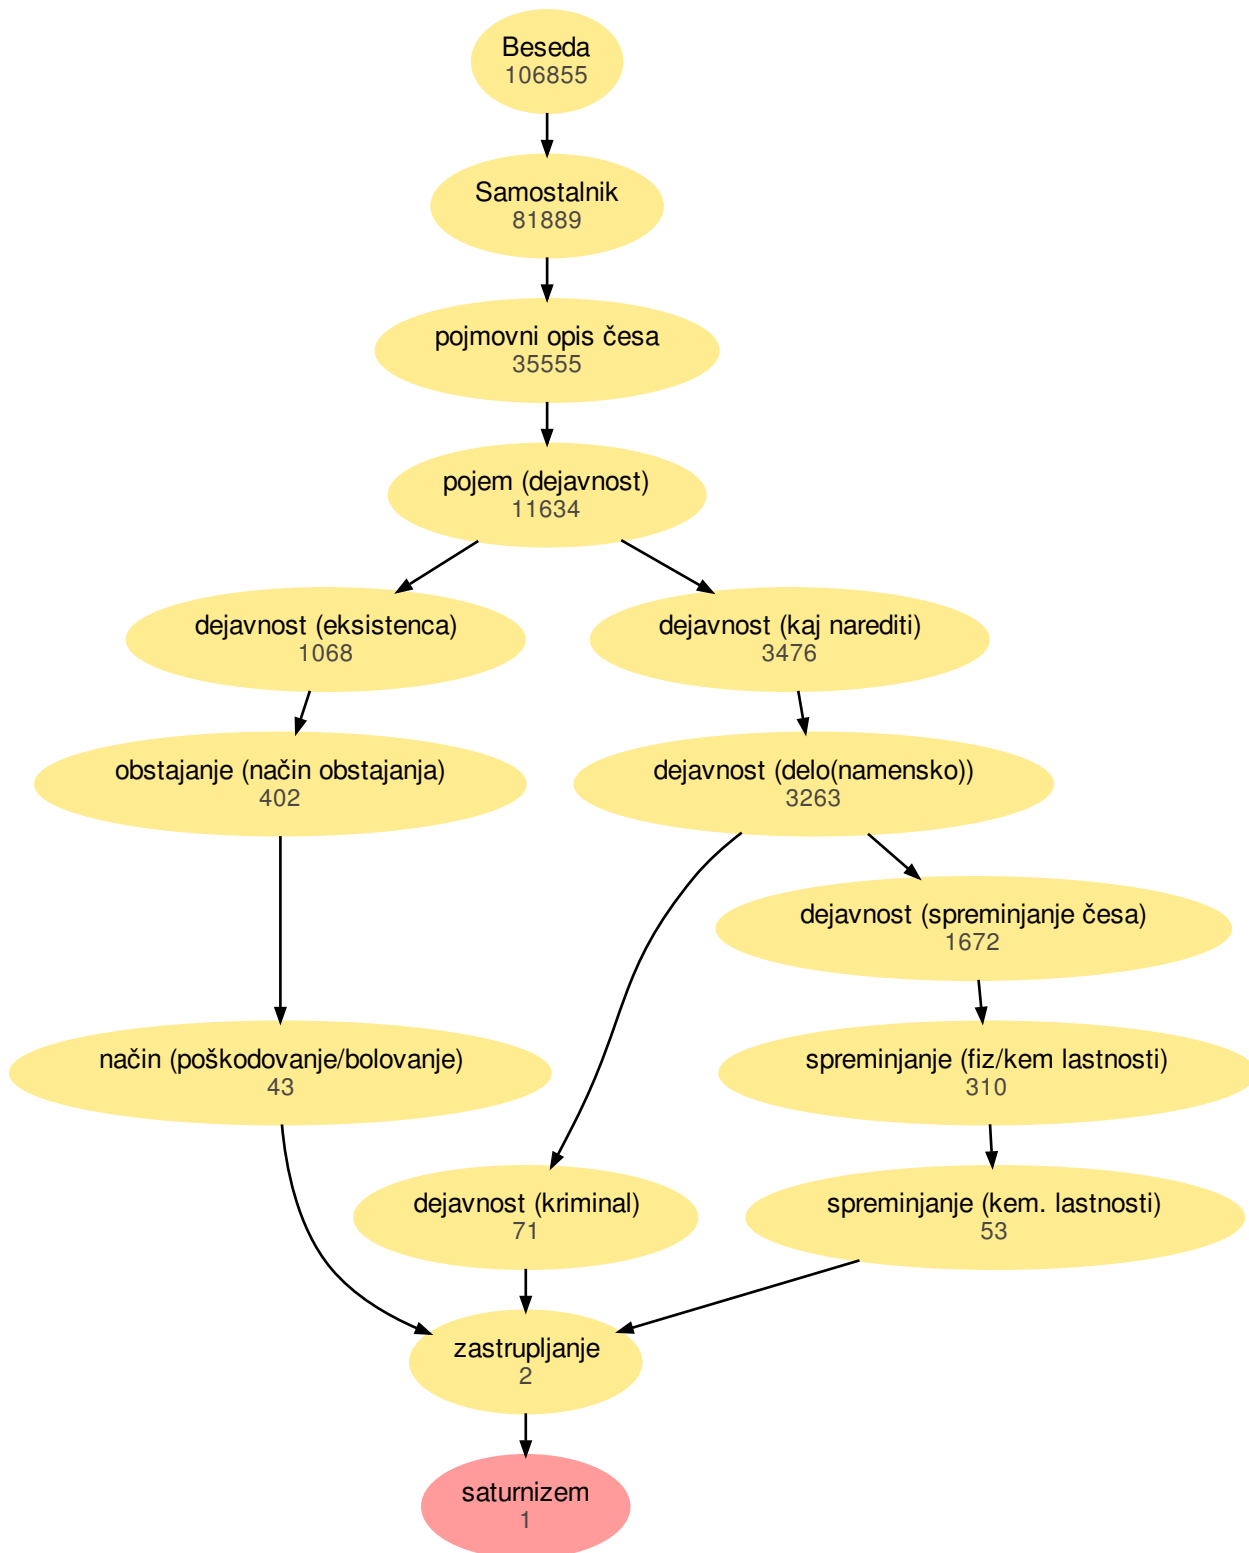 Beseda
106855
Samostalnik
81889
pojmovni opis česa
35555
pojem (dejavnost)
11634
dejavnost (eksistenca)
1068
dejavnost (kaj narediti)
3476
obstajanje (način obstajanja)
402
dejavnost (delo(namensko))
3263
dejavnost (spreminjanje česa)
1672
način (poškodovanje/bolovanje)
43
spreminjanje (fiz/kem lastnosti)
310
dejavnost (kriminal)
71
spreminjanje (kem. lastnosti)
53
zastrupljanje
2
saturnizem
1